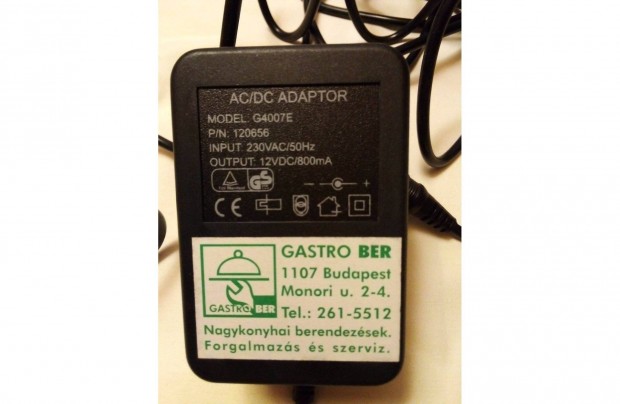 AC/DC ADAPTOR
MODEL: G4007E
P/N: 120656
INPUT: 230VAC/50Hz
OUTPUT: 12VDC/800mA
GS
CE
GASTRO BER
1107 Budapest
Monori u. 2-4.
GASTRO BER
Tel.: 261-5512
Nagykonyhai berendezések.
Forgalmazás és szerviz.